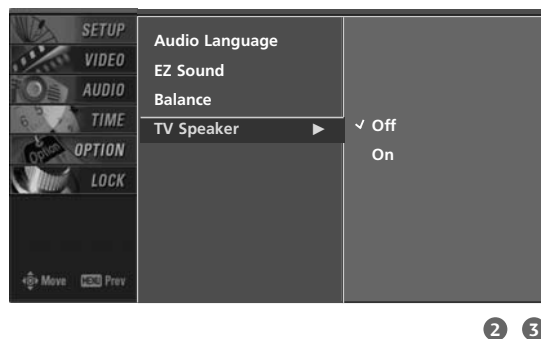 SETUP
VIDEO
AUDIO
TIME
OPTION
LOCK
Move MENU Prev
Audio Language
EZ Sound
Balance
TV Speaker ▶
✓ Off
On
2 3